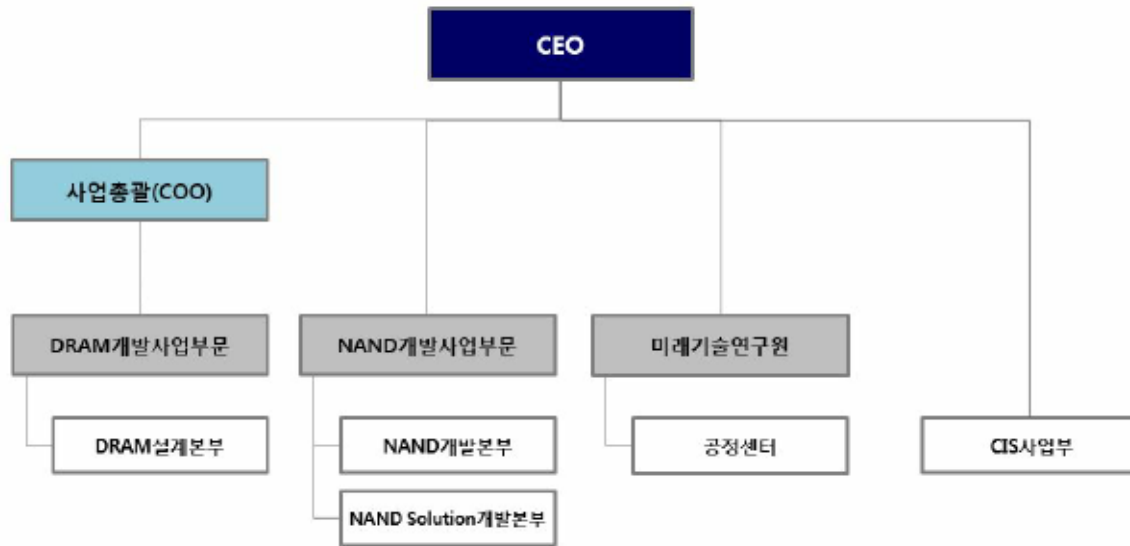 CEO
사업총괄(COO)
DRAM개발사업부문
NAND개발사업부문
미래기술연구원
DRAM설계본부
NAND개발본부
공정센터
CIS사업부
NAND Solution개발본부